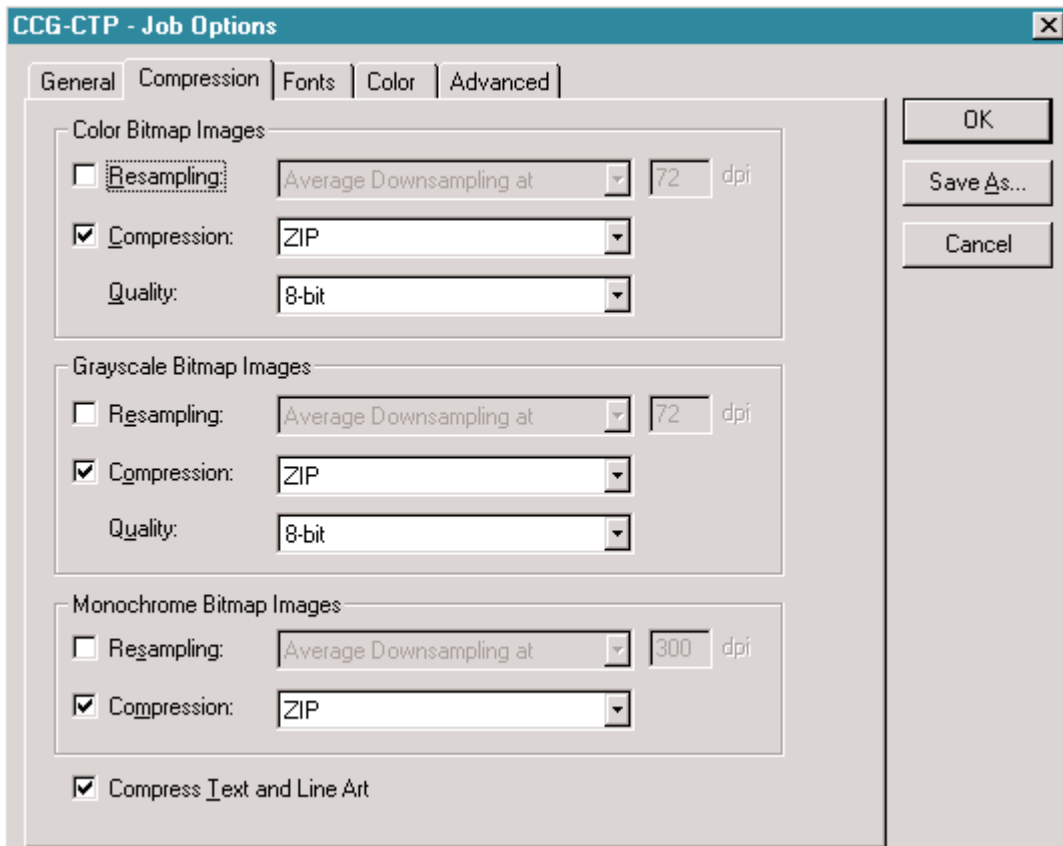 CCG-CTP - Job Options
General Compression Fonts Color Advanced
OK
Save As...
Cancel
Color Bitmap Images
Resampling: Average Downsampling at 72 dpi
Compression: ZIP
Quality: 8-bit
Grayscale Bitmap Images
Resampling: Average Downsampling at 72 dpi
Compression: ZIP
Quality: 8-bit
Monochrome Bitmap Images
Resampling: Average Downsampling at 300 dpi
Compression: ZIP
Compress Text and Line Art